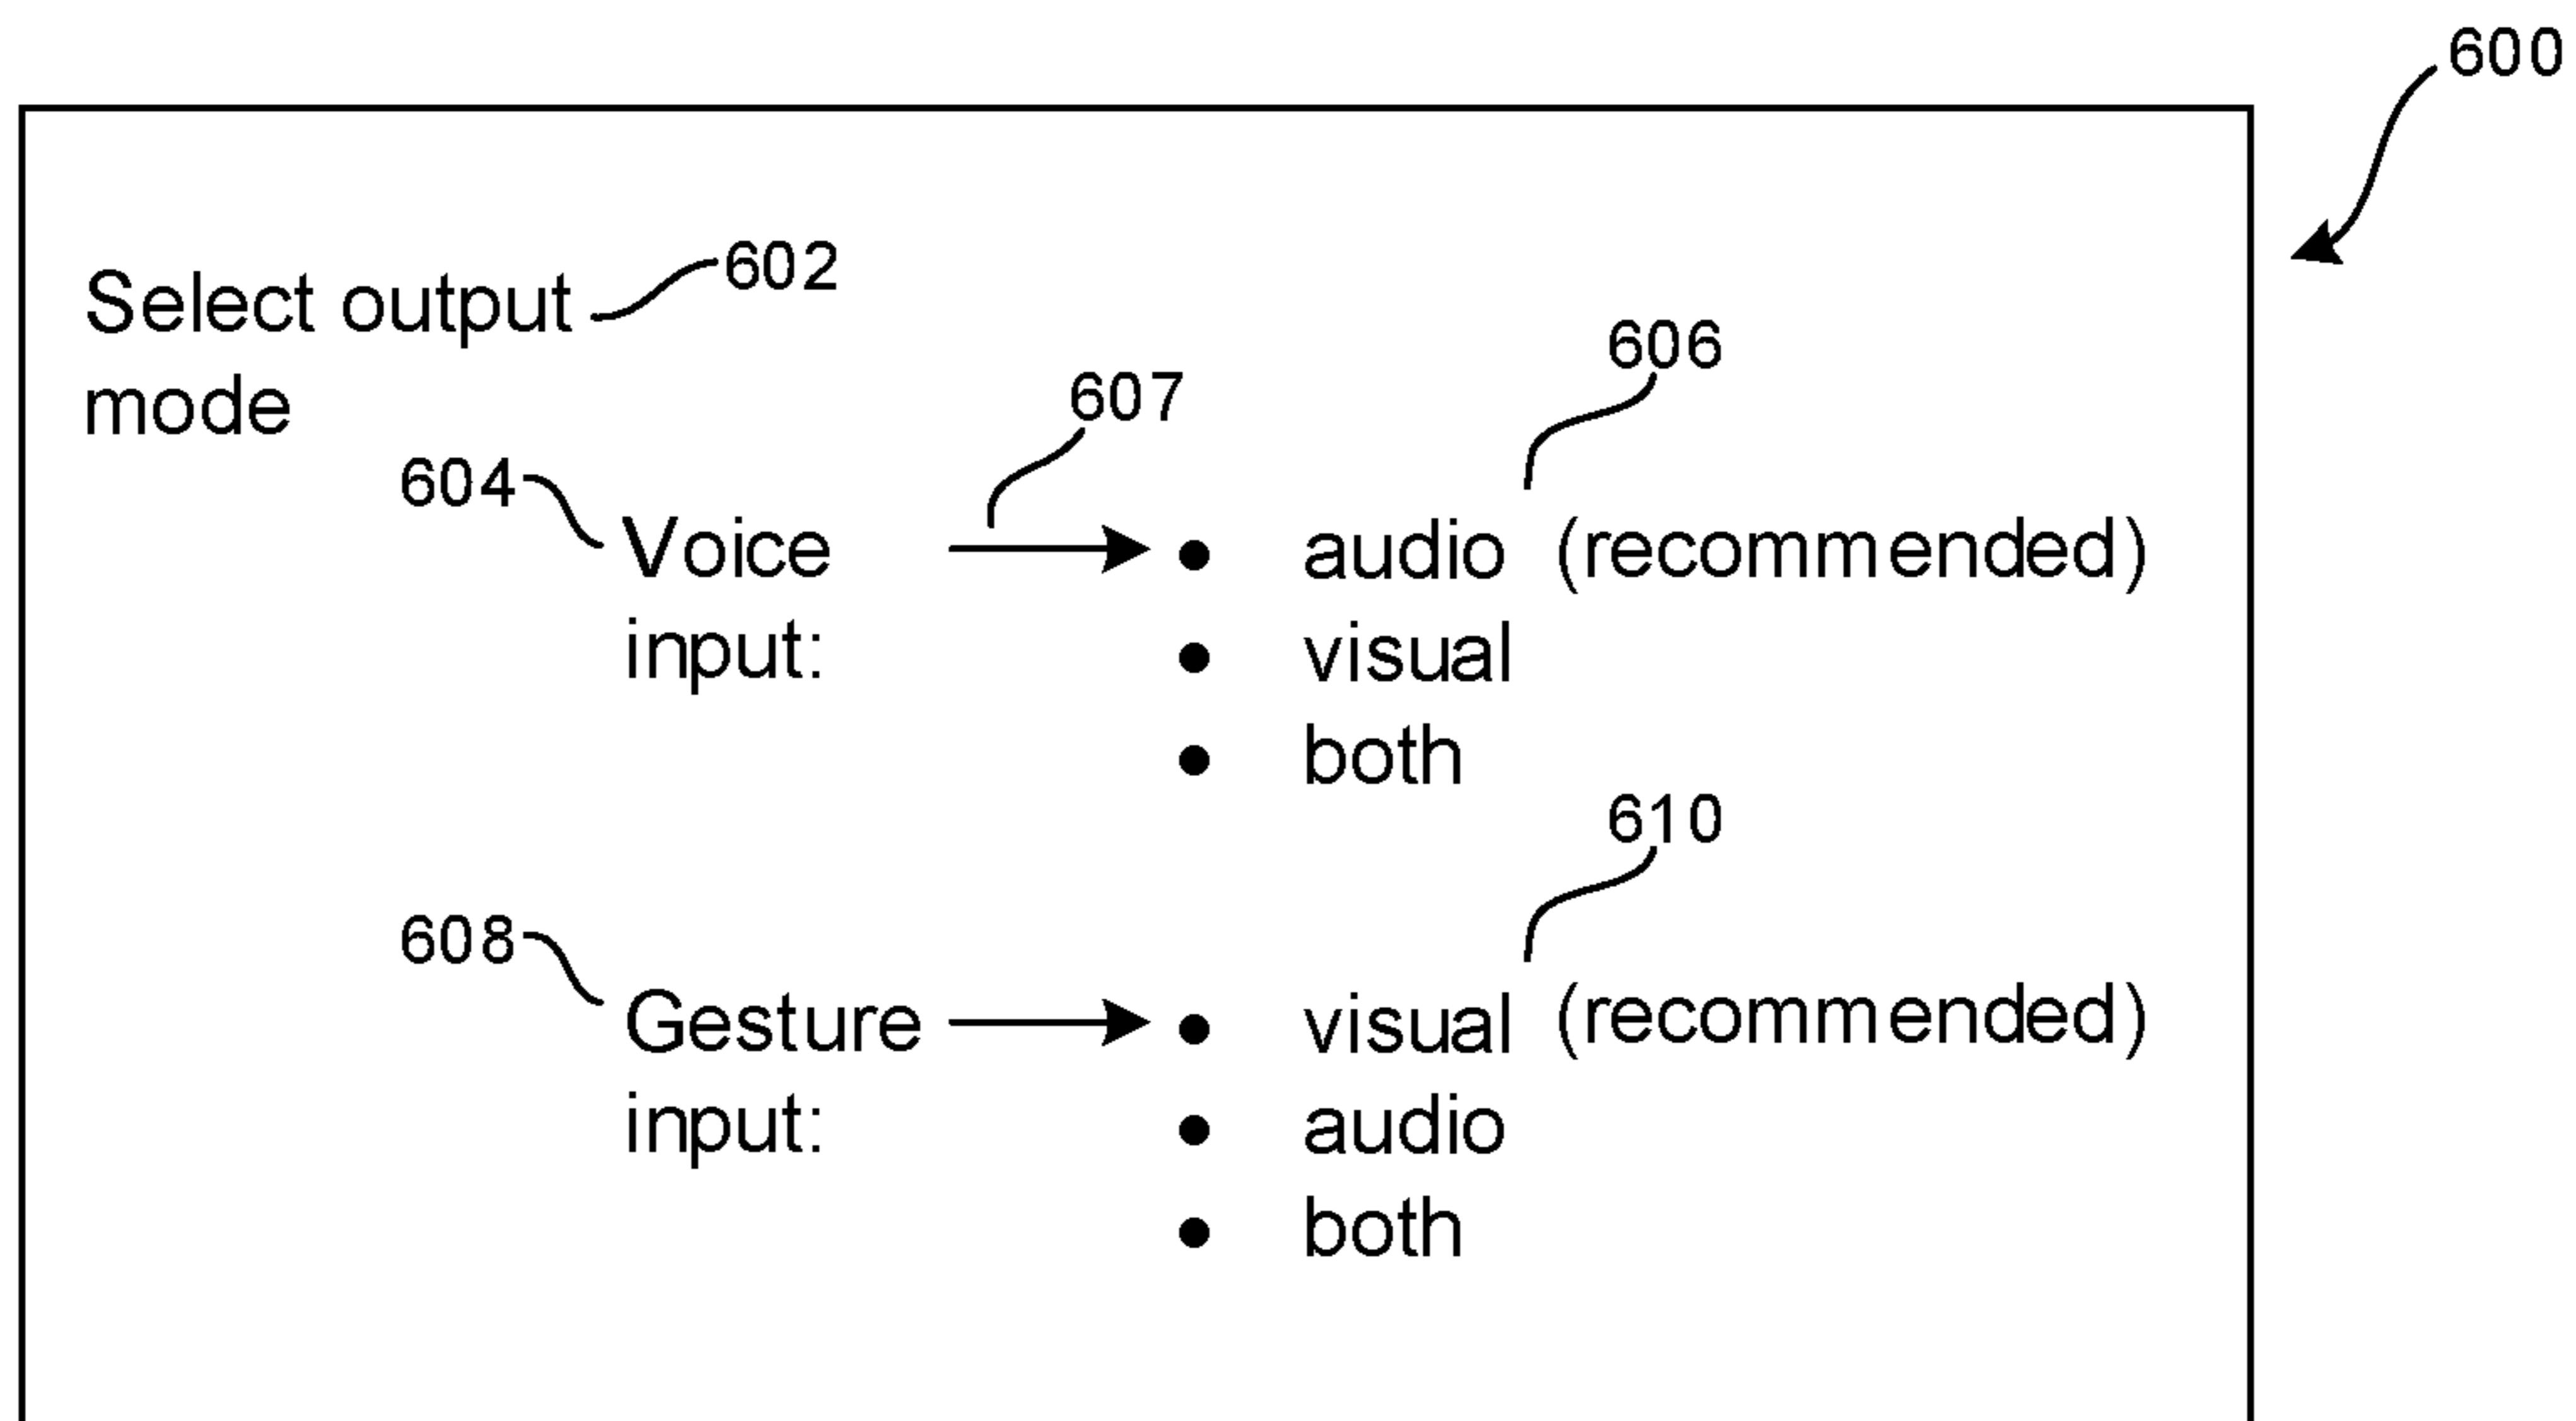 600
Select output 602
mode
606
607
604
Voice • audio (recommended)
input: • visual
• both
610
608
Gesture • visual (recommended)
input: • audio
• both